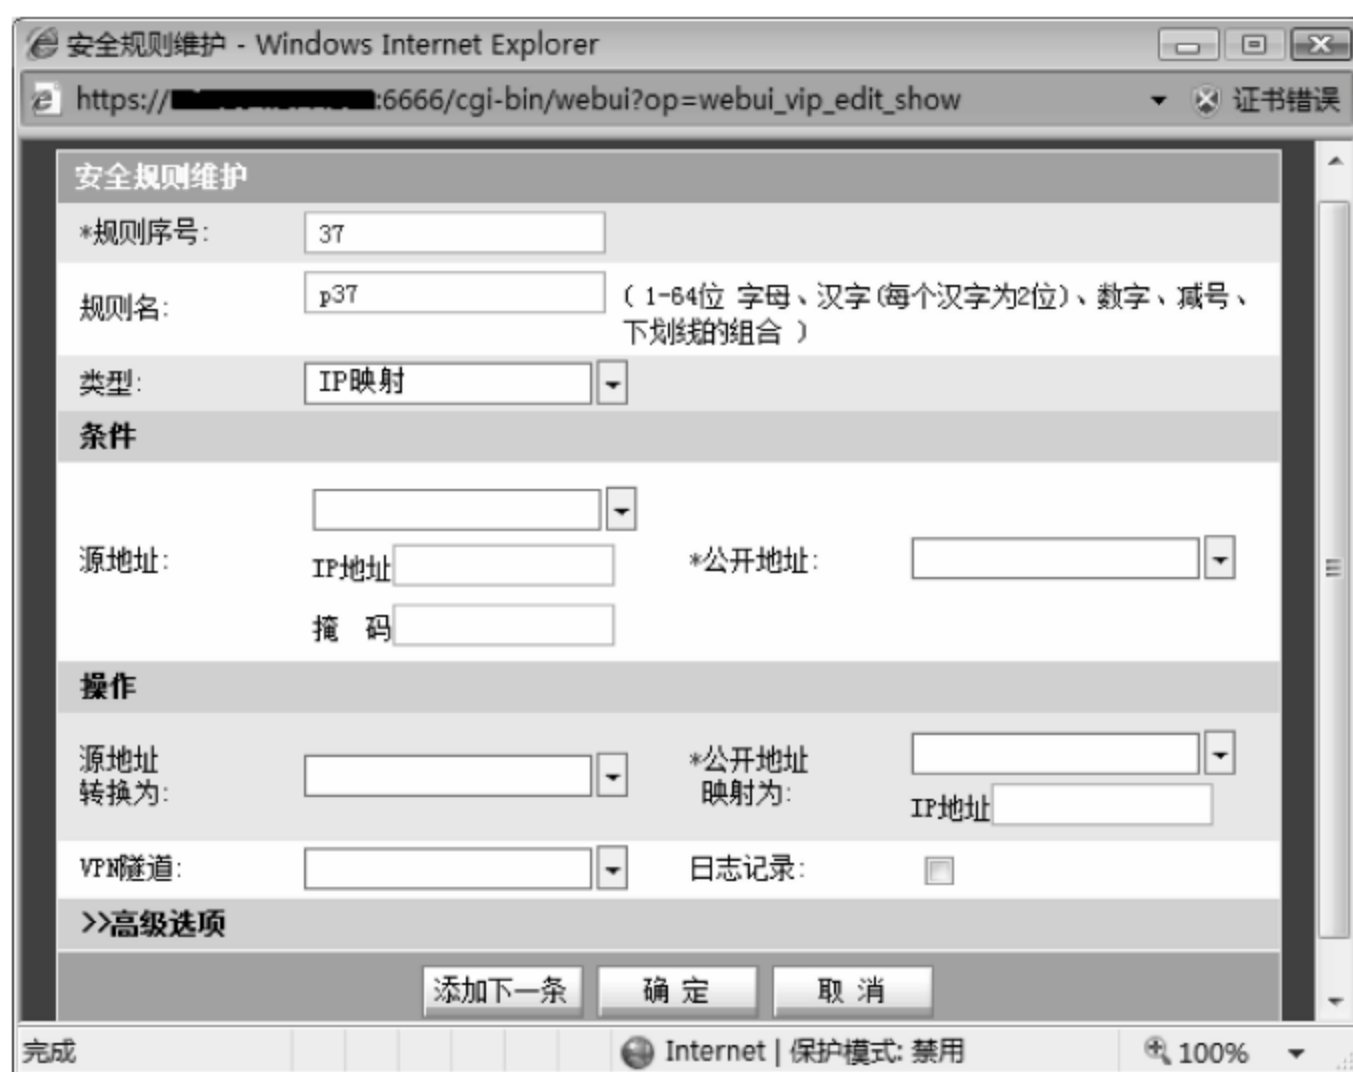 安全规则维护 - Windows Internet Explorer
https:// :6666/cgi-bin/webui?op=webui_vip_edit_show 证书错误
安全规则维护
*规则序号: 37
规则名: p37 ( 1-64位 字母、汉字(每个汉字为2位)、数字、减号、
下划线的组合 )
类型: IP映射
条件
源地址: *公开地址:
IP地址
掩 码
操作
源地址 *公开地址
转换为: 映射为:
IP地址
VPN隧道: 日志记录:
>>高级选项
添加下一条 确 定 取 消
完成 Internet | 保护模式: 禁用 100%